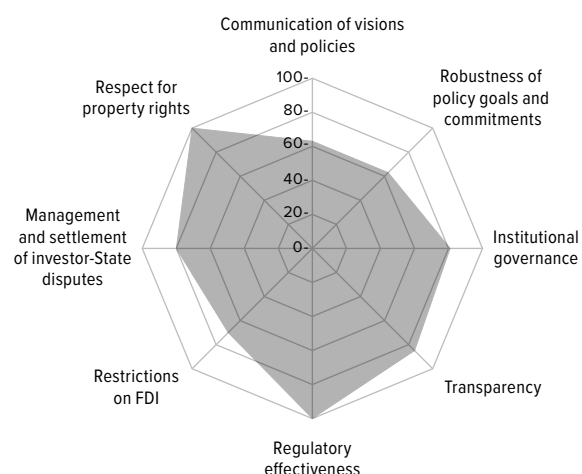 Communication of visions
and policies
Robustness of
policy goals and
commitments
Institutional
governance
Transparency
Regulatory
effectiveness
Restrictions
on FDI
Management
and settlement
of investor-State
disputes
Respect for
property rights
100-
80-
60-
40-
20-
0-